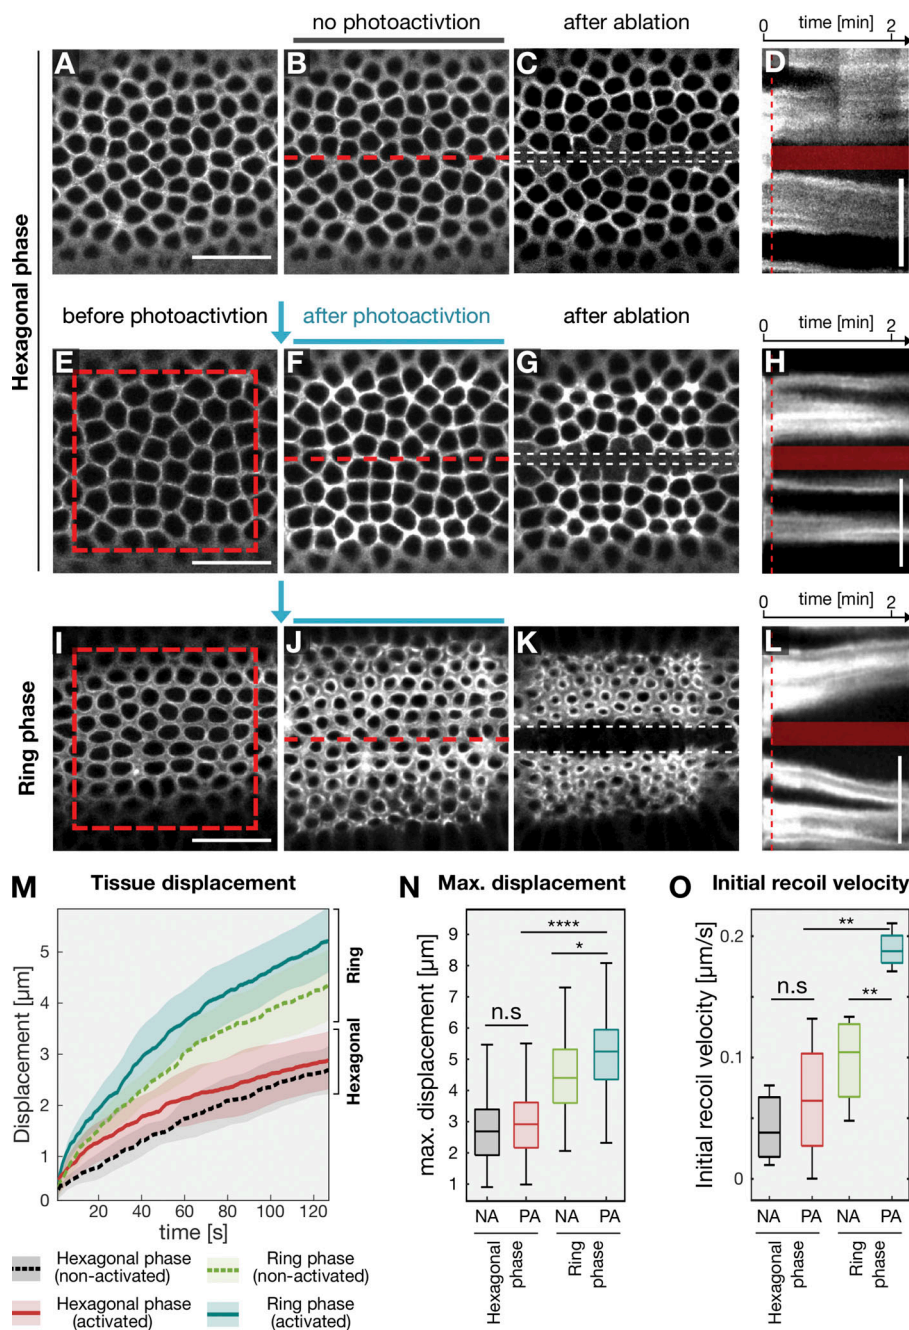 no photoactivtion
after ablation
0 time [min] 2
Hexagonal phase
A
B
C
D
before photoactivtion
after photoactivtion
after ablation
0 time [min] 2
E
F
G
H
0 time [min] 2
Ring phase
I
J
K
L
M Tissue displacement
N Max. displacement
O Initial recoil velocity
Displacement [µm]
5
4
3
2
1
0
20 40 60 80 100 120
time [s]
Ring
Hexagonal
max. displacement [µm]
9
8
7
6
5
4
3
2
1
****
*
n.s
NA PA NA PA
Hexagonal
phase
Ring
phase
Initial recoil velocity [µm/s]
0.2
0.1
0
**
n.s
**
NA PA NA PA
Hexagonal
phase
Ring
phase
Hexagonal phase
(non-activated)
Ring phase
(non-activated)
Hexagonal phase
(activated)
Ring phase
(activated)